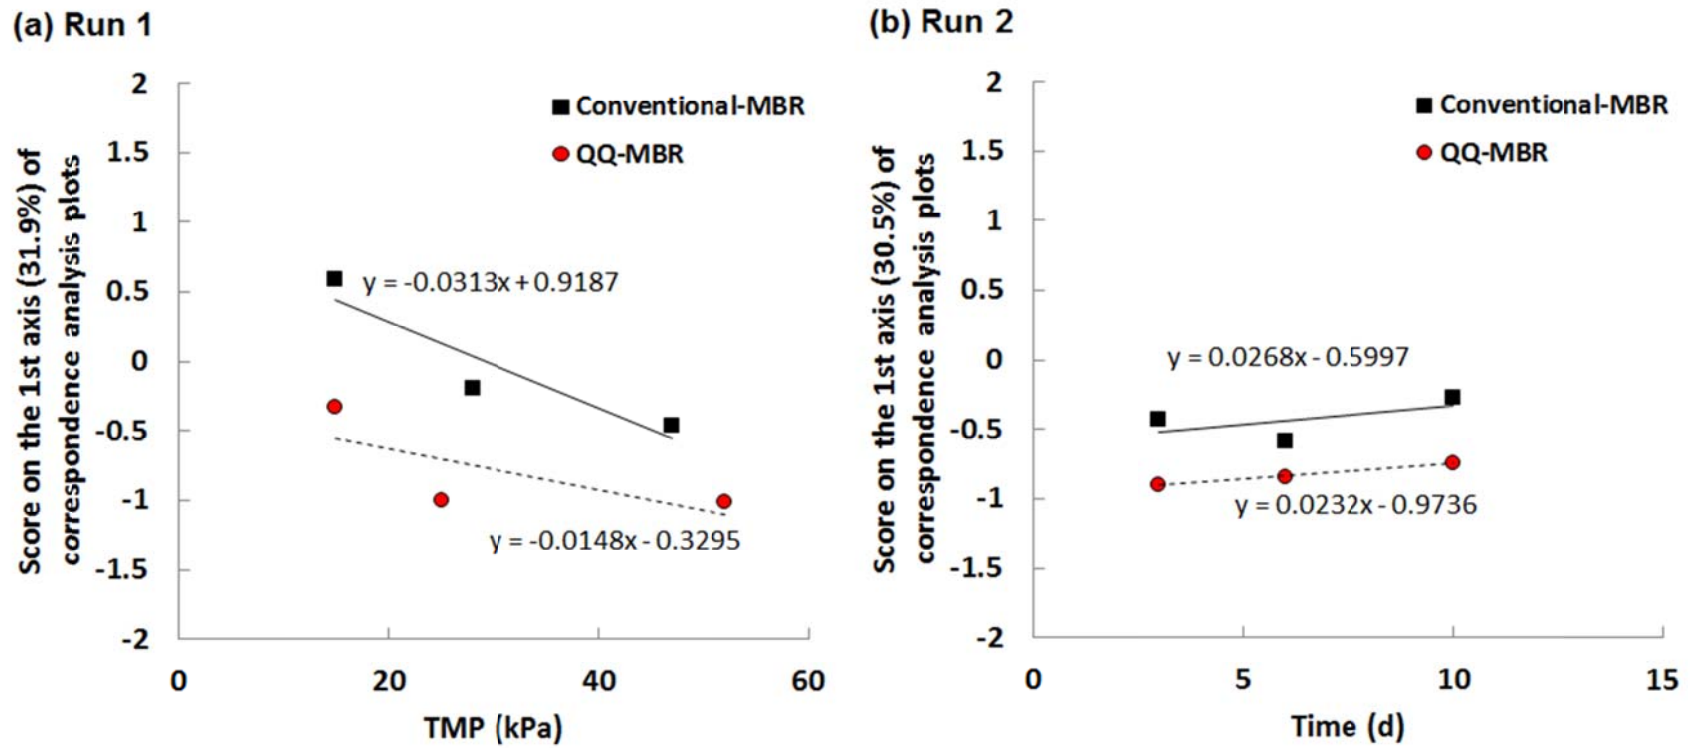 (a) Run 1
Score on the 1st axis (31.9%) of
correspondence analysis plots
2
1.5
1
0.5
0
-0.5
-1
-1.5
-2
Conventional-MBR
QQ-MBR
y = -0.0313x + 0.9187
y = -0.0148x - 0.3295
0
20
40
60
TMP (kPa)
(b) Run 2
Score on the 1st axis (30.5%) of
correspondence analysis plots
2
1.5
1
0.5
0
-0.5
-1
-1.5
-2
Conventional-MBR
QQ-MBR
y = 0.0268x - 0.5997
y = 0.0232x - 0.9736
0
5
10
15
Time (d)